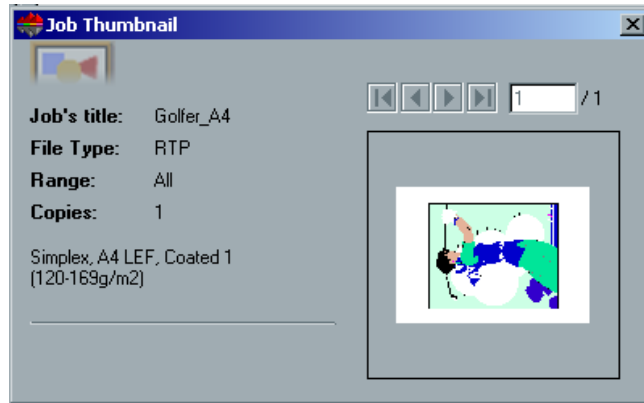 Job Thumbnail
Job's title: Golfer_A4
File Type: RTP
Range: All
Copies: 1
Simplex, A4 LEF, Coated 1
(120-169g/m2)
1 / 1